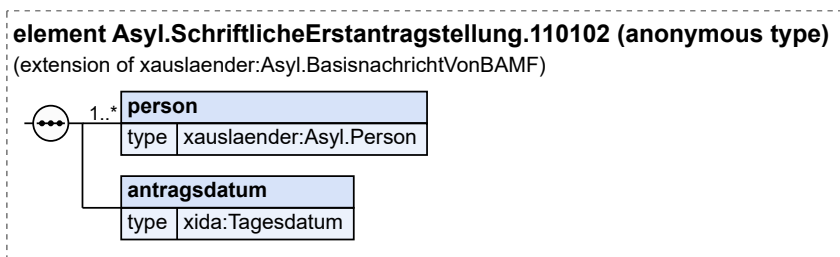 element Asyl.SchriftlicheErstantragstellung.110102 (anonymous type)
(extension of xauslaender:Asyl.BasisnachrichtVonBAMF)
1..* person
type xauslaender:Asyl.Person
antragsdatum
type xida:Tagesdatum